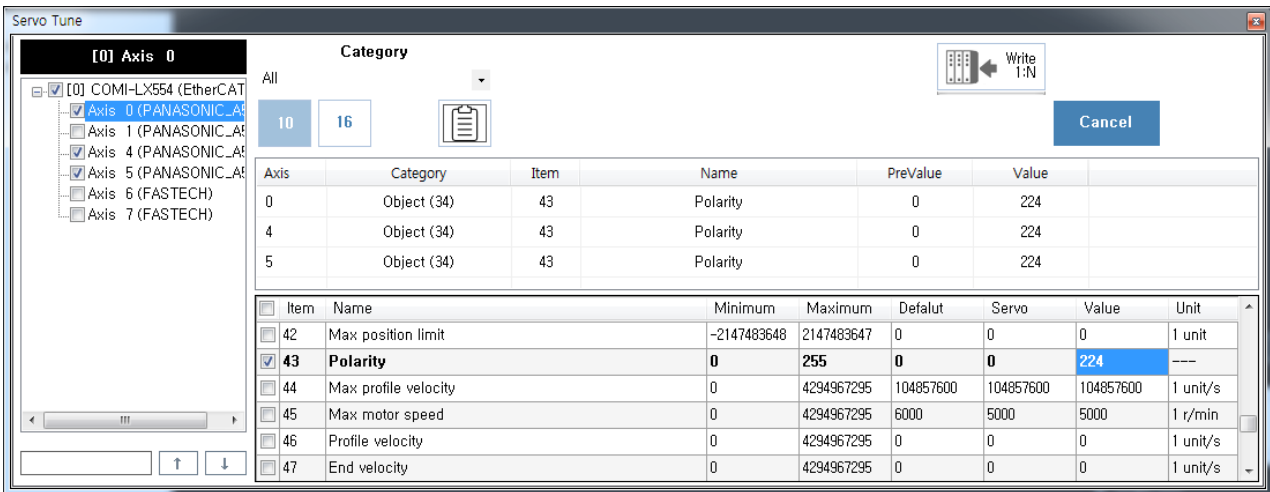 Servo Tune
[0] Axis 0
[0] COMI-LX554 (EtherCAT
Axis 0 (PANASONIC_A5
Axis 1 (PANASONIC_A5
Axis 4 (PANASONIC_A5
Axis 5 (PANASONIC_A5
Axis 6 (FASTECH)
Axis 7 (FASTECH)
↑ ↓
Category
All
10 16
Write
1:N
Cancel
Axis Category Item Name PreValue Value
0 Object (34) 43 Polarity 0 224
4 Object (34) 43 Polarity 0 224
5 Object (34) 43 Polarity 0 224
Item Name Minimum Maximum Defalut Servo Value Unit
42 Max position limit -2147483648 2147483647 0 0 0 1 unit
43 Polarity 0 255 0 0 224 ---
44 Max profile velocity 0 4294967295 104857600 104857600 104857600 1 unit/s
45 Max motor speed 0 4294967295 6000 5000 5000 1 r/min
46 Profile velocity 0 4294967295 0 0 0 1 unit/s
47 End velocity 0 4294967295 0 0 0 1 unit/s